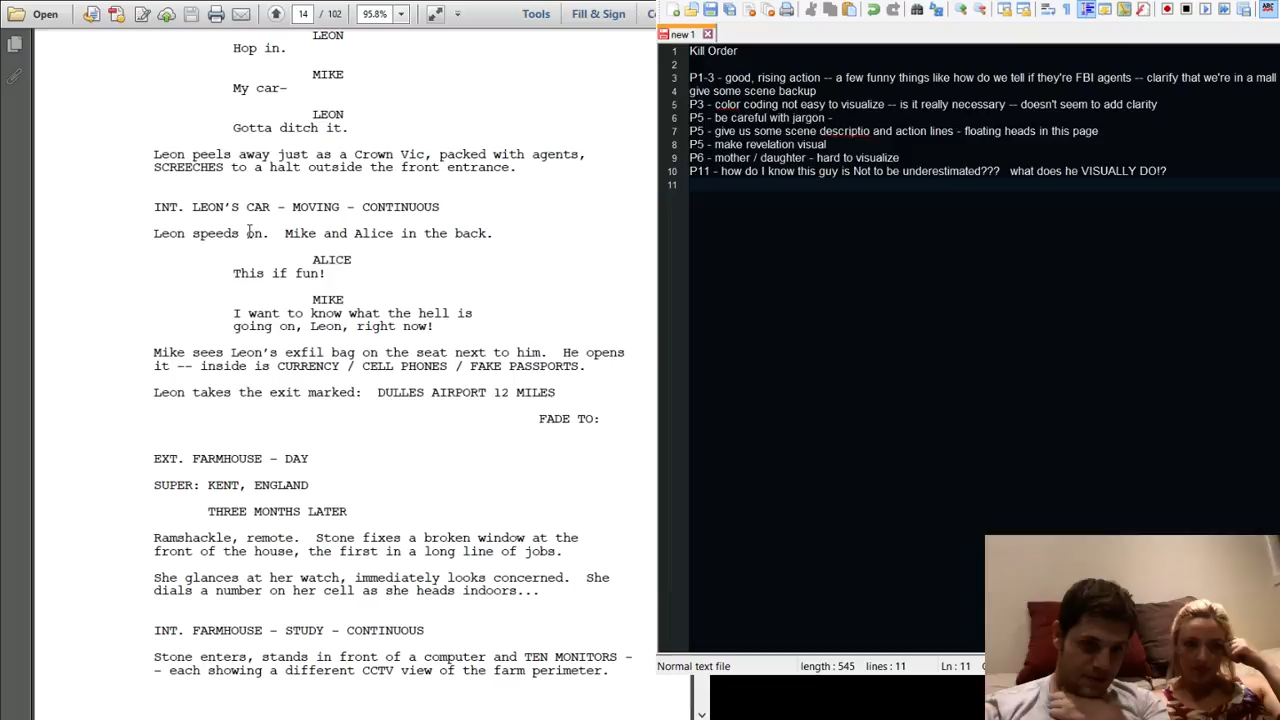 Open
14 / 102
95.8%
Tools
Fill & Sign
LEON
Hop in.
MIKE
My car-
LEON
Gotta ditch it.
Leon peels away just as a Crown Vic, packed with agents,
SCREECHES to a halt outside the front entrance.
INT. LEON'S CAR - MOVING - CONTINUOUS
Leon speeds on. Mike and Alice in the back.
ALICE
This if fun!
MIKE
I want to know what the hell is
going on, Leon, right now!
Mike sees Leon's exfil bag on the seat next to him. He opens
it -- inside is CURRENCY / CELL PHONES / FAKE PASSPORTS.
Leon takes the exit marked: DULLES AIRPORT 12 MILES
FADE TO:
EXT. FARMHOUSE - DAY
SUPER: KENT, ENGLAND
THREE MONTHS LATER
Ramshackle, remote. Stone fixes a broken window at the
front of the house, the first in a long line of jobs.
She glances at her watch, immediately looks concerned. She
dials a number on her cell as she heads indoors...
INT. FARMHOUSE - STUDY - CONTINUOUS
Stone enters, stands in front of a computer and TEN MONITORS -
- each showing a different CCTV view of the farm perimeter.
new 1
1 Kill Order
2
3 P1-3 - good, rising action -- a few funny things like how do we tell if they're FBI agents -- clarify that we're in a mall
4 give some scene backup
5 P3 - color coding not easy to visualize -- is it really necessary -- doesn't seem to add clarity
6 P5 - be careful with jargon -
7 P5 - give us some scene descriptio and action lines - floating heads in this page
8 P5 - make revelation visual
9 P6 - mother / daughter - hard to visualize
10 P11 - how do I know this guy is Not to be underestimated??? what does he VISUALLY DO!?
11
Normal text file
length : 545 lines : 11
Ln : 11